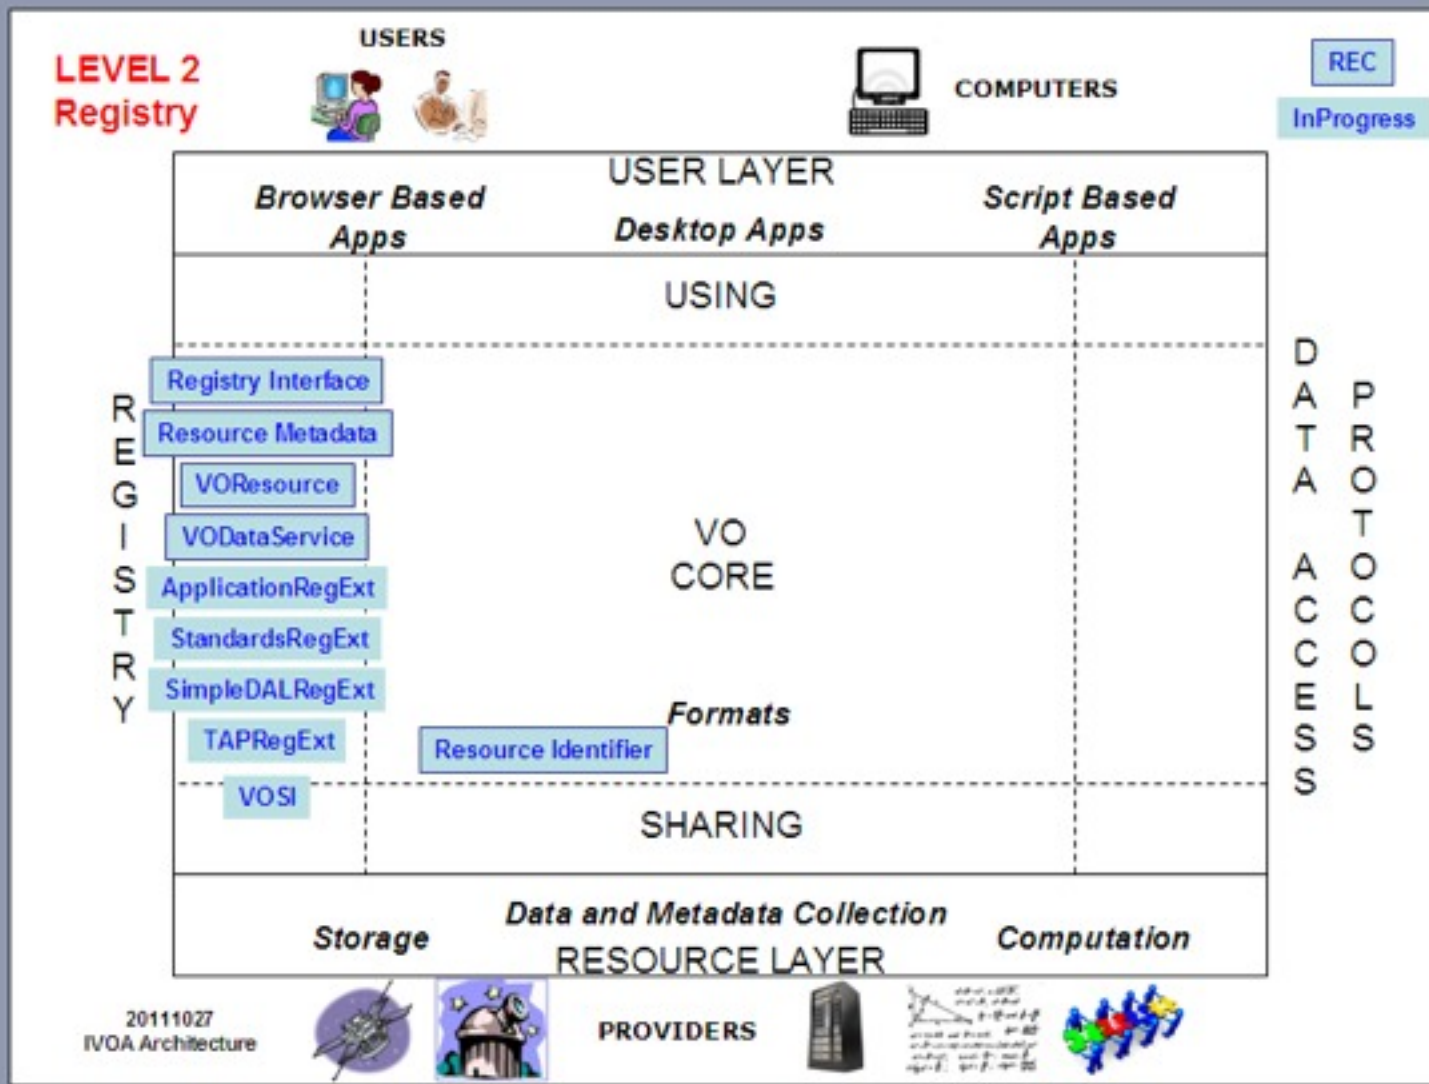 LEVEL 2
Registry
USERS
COMPUTERS
REC
InProgress
USER LAYER
Browser Based
Apps
Desktop Apps
Script Based
Apps
USING
REGISTRY
Registry Interface
Resource Metadata
VOResource
VODataService
ApplicationRegExt
StandardsRegExt
SimpleDALRegExt
TAPRegExt
VOSI
VO
CORE
Formats
Resource Identifier
SHARING
DATA ACCESS
PROTOCOLS
Data and Metadata Collection
Storage
Computation
RESOURCE LAYER
20111027
IVOA Architecture
PROVIDERS